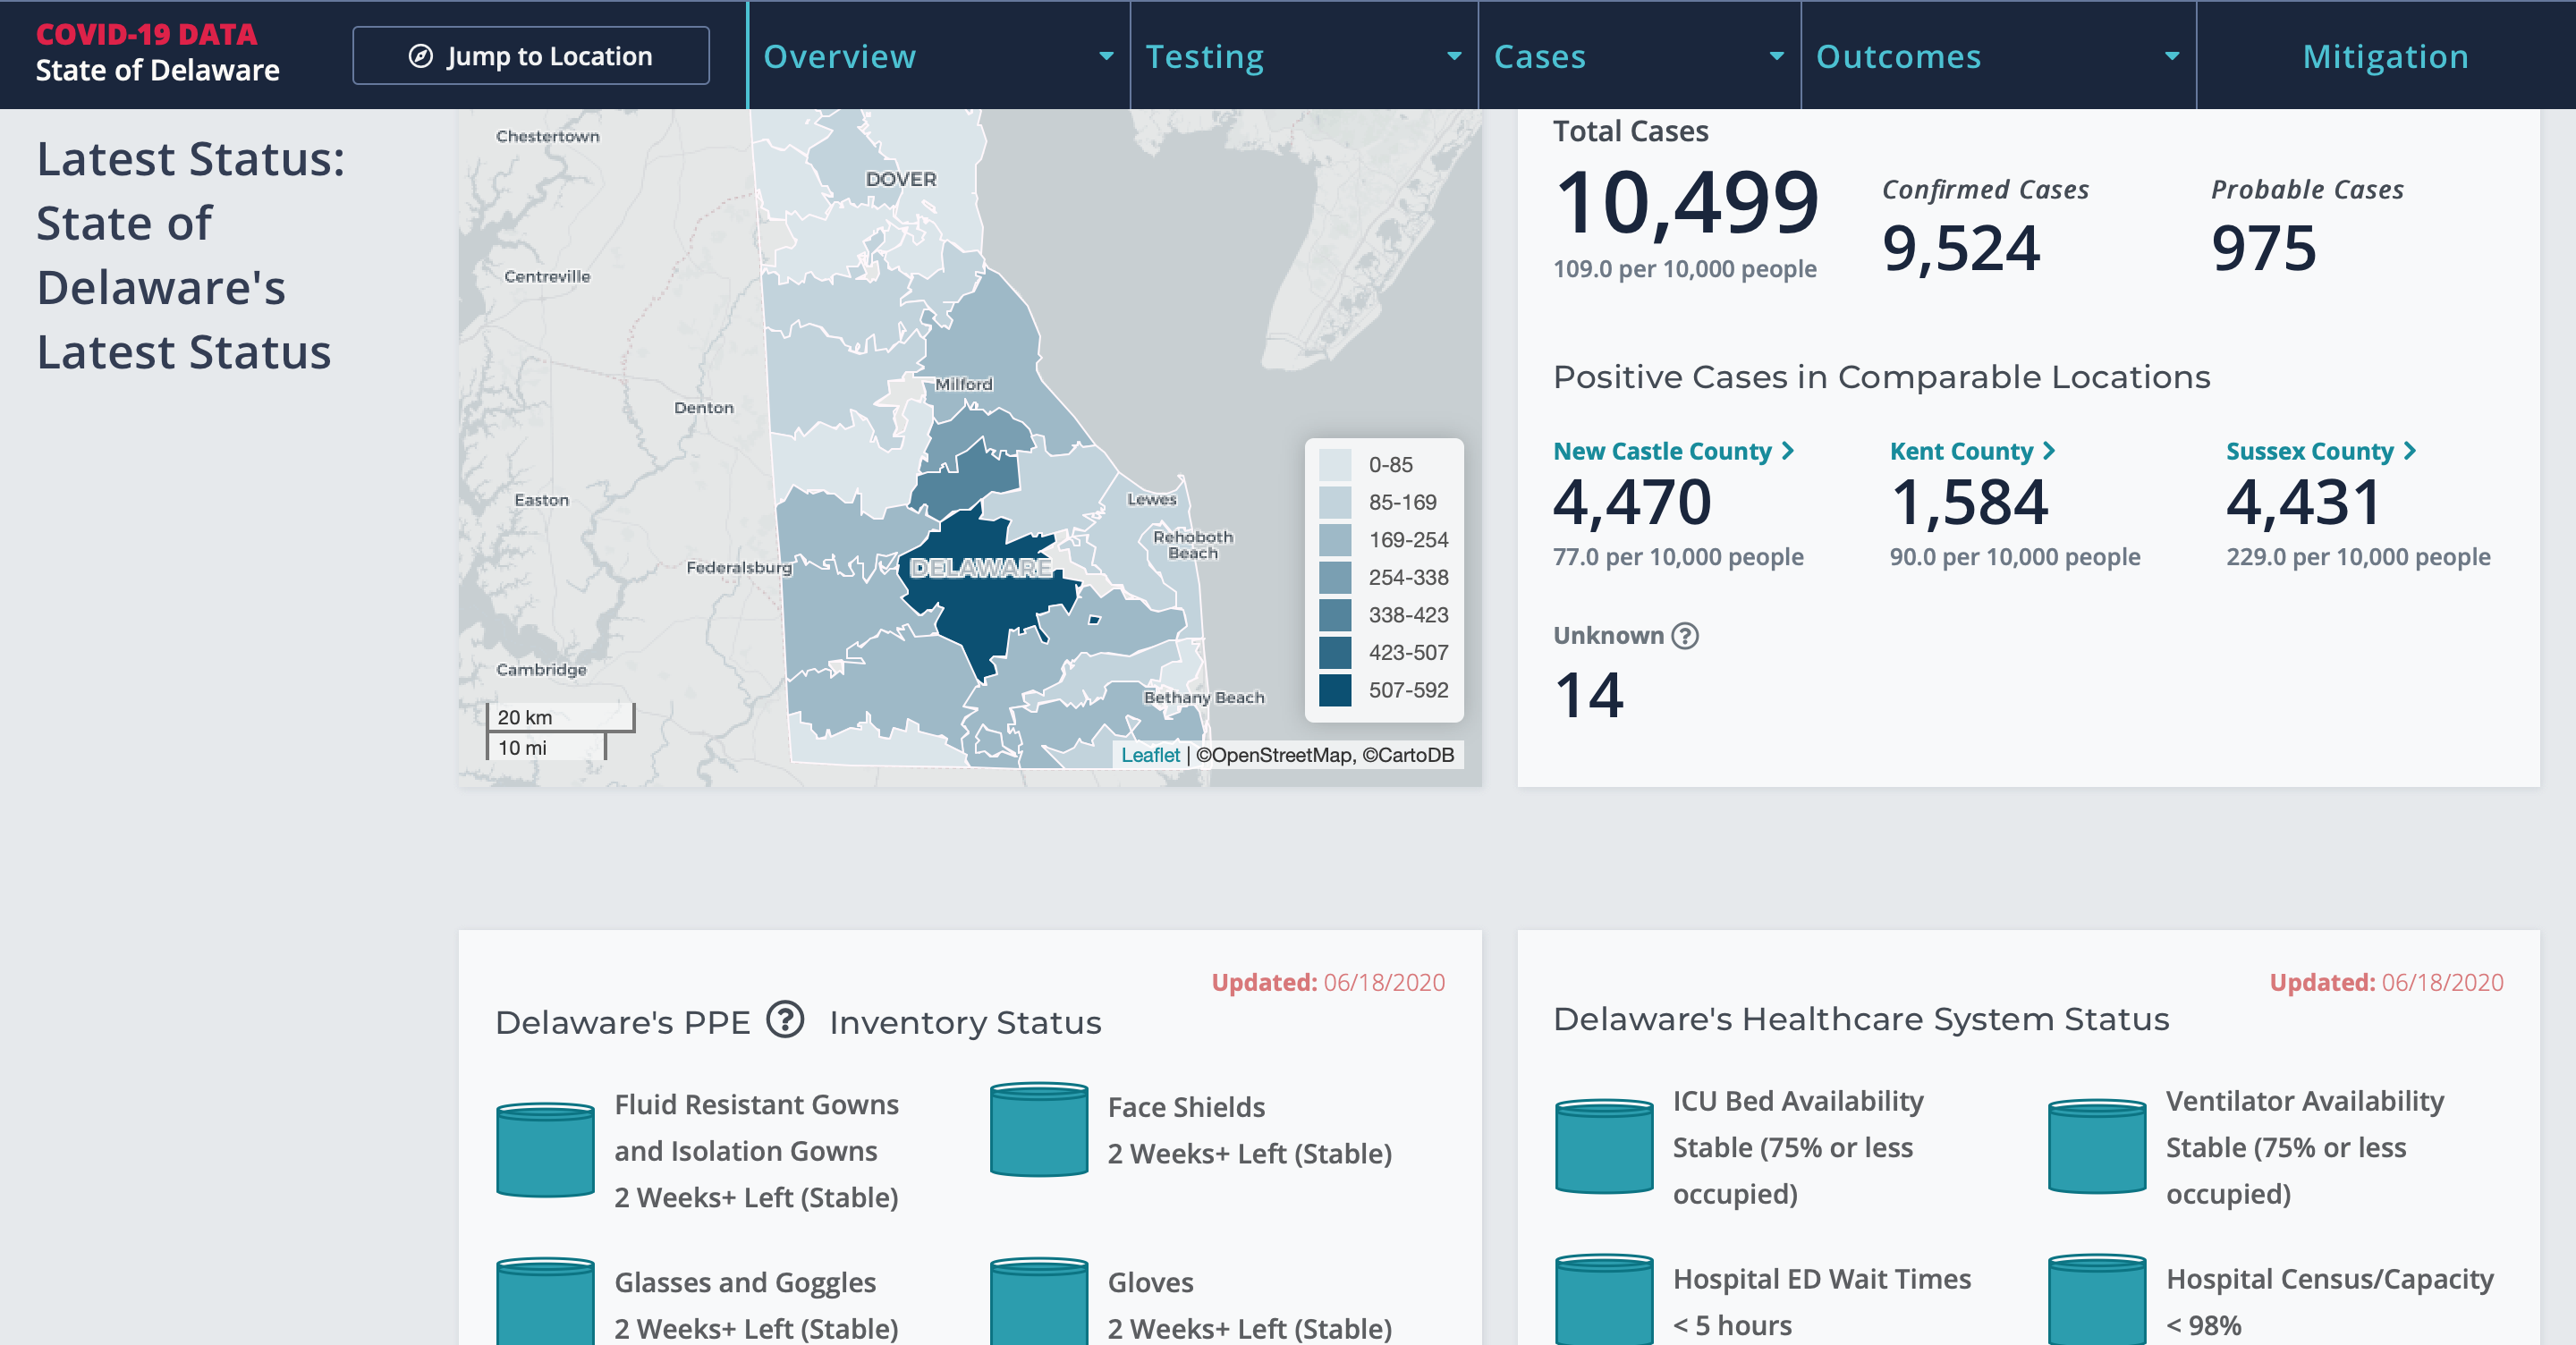 COVID-19 DATA
State of Delaware
Jump to Location
Overview
Testing
Cases
Outcomes
Mitigation
Latest Status:
State of
Delaware's
Latest Status
Chestertown
DOVER
Centreville
Milford
Denton
Easton
Lewes
Rehoboth
Beach
Federalsburg
DELAWARE
Cambridge
Bethany Beach
0-85
85-169
169-254
254-338
338-423
423-507
507-592
20 km
10 mi
Leaflet | ©OpenStreetMap, ©CartoDB
Total Cases
10,499
109.0 per 10,000 people
Confirmed Cases
9,524
Probable Cases
975
Positive Cases in Comparable Locations
New Castle County
4,470
77.0 per 10,000 people
Kent County
1,584
90.0 per 10,000 people
Sussex County
4,431
229.0 per 10,000 people
Unknown ?
14
Updated: 06/18/2020
Delaware's PPE ? Inventory Status
Fluid Resistant Gowns
and Isolation Gowns
2 Weeks+ Left (Stable)
Face Shields
2 Weeks+ Left (Stable)
Glasses and Goggles
2 Weeks+ Left (Stable)
Gloves
2 Weeks+ Left (Stable)
Updated: 06/18/2020
Delaware's Healthcare System Status
ICU Bed Availability
Stable (75% or less
occupied)
Ventilator Availability
Stable (75% or less
occupied)
Hospital ED Wait Times
< 5 hours
Hospital Census/Capacity
< 98%